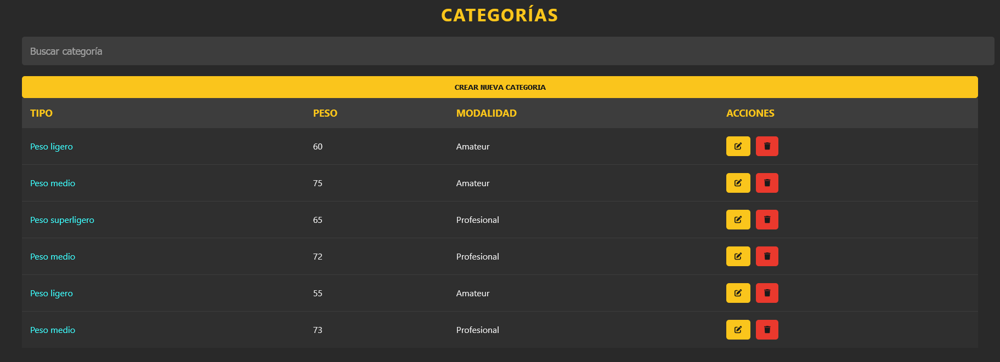 CATEGORÍAS
Buscar categoría
CREAR NUEVA CATEGORIA
TIPO PESO MODALIDAD ACCIONES
Peso ligero 60 Amateur
Peso medio 75 Amateur
Peso superligero 65 Profesional
Peso medio 72 Profesional
Peso ligero 55 Amateur
Peso medio 73 Profesional